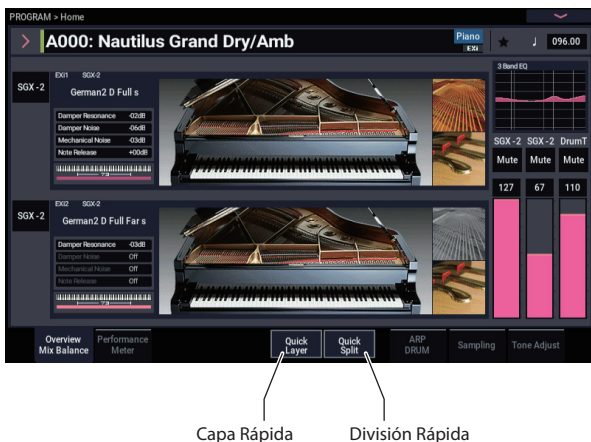 PROGRAM > Home
A000: Nautilus Grand Dry/Amb
Piano
EXi
♩ 096.00
SGX-2
EXI1 SGX-2
German2 D Full s
Damper Resonance -02dB
Damper Noise -06dB
Mechanical Noise -03dB
Note Release +00dB
73
3 Band EQ
SGX-2 SGX-2 DrumT
Mute Mute Mute
127 67 110
SGX-2
EXI2 SGX-2
German2 D Full Far s
Damper Resonance -03dB
Damper Noise Off
Mechanical Noise Off
Note Release Off
73
Overview
Mix Balance
Performance
Meter
Quick
Layer
Quick
Split
ARP
DRUM
Sampling
Tone Adjust
Capa Rápida
División Rápida